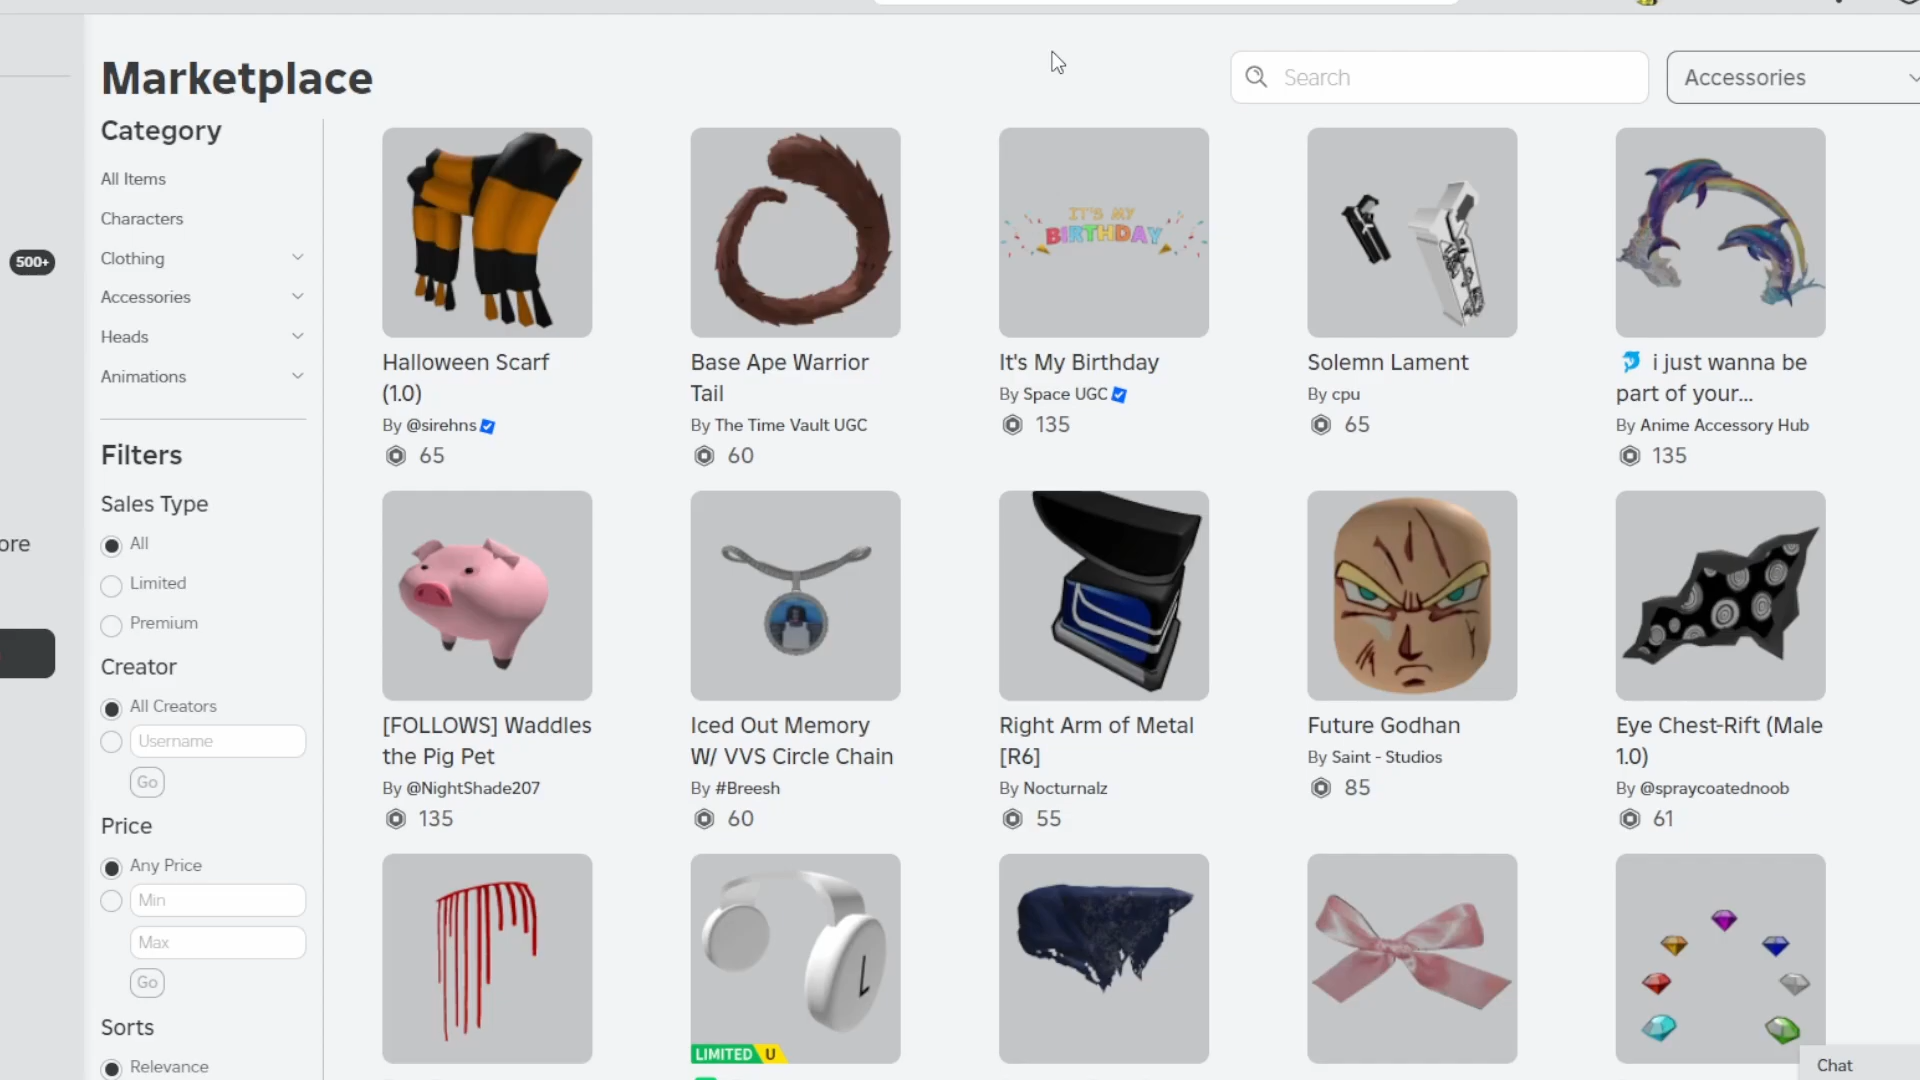 Marketplace
Search
Accessories
Category
All Items
Characters
Clothing
Accessories
Heads
Animations
500+
Filters
Sales Type
All
Limited
Premium
Creator
All Creators
Username
Go
Price
Any Price
Min
Max
Go
Sorts
Relevance
ore
IT'S MY
BIRTHDAY
Halloween Scarf
(1.0)
By @sirehns
65
Base Ape Warrior
Tail
By The Time Vault UGC
60
It's My Birthday
By Space UGC
135
Solemn Lament
By cpu
65
i just wanna be
part of your...
By Anime Accessory Hub
135
[FOLLOWS] Waddles
the Pig Pet
By @NightShade207
135
Iced Out Memory
W/ VVS Circle Chain
By #Breesh
60
Right Arm of Metal
[R6]
By Nocturnalz
55
Future Godhan
By Saint - Studios
85
Eye Chest-Rift (Male
1.0)
By @spraycoatednoob
61
L
LIMITED U
Chat